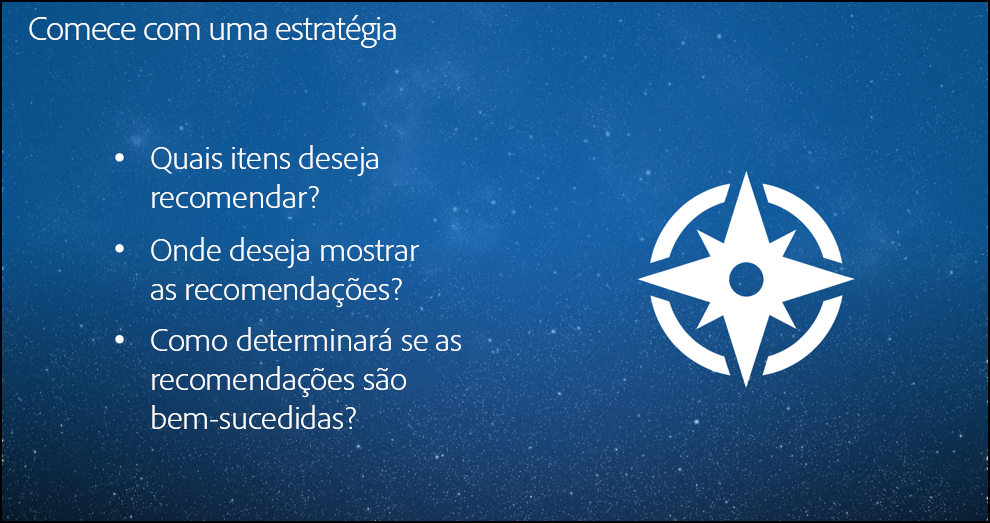 Comece com uma estratégia
• Quais itens deseja
recomendar?
• Onde deseja mostrar
as recomendações?
• Como determinará se as
recomendações são
bem-sucedidas?